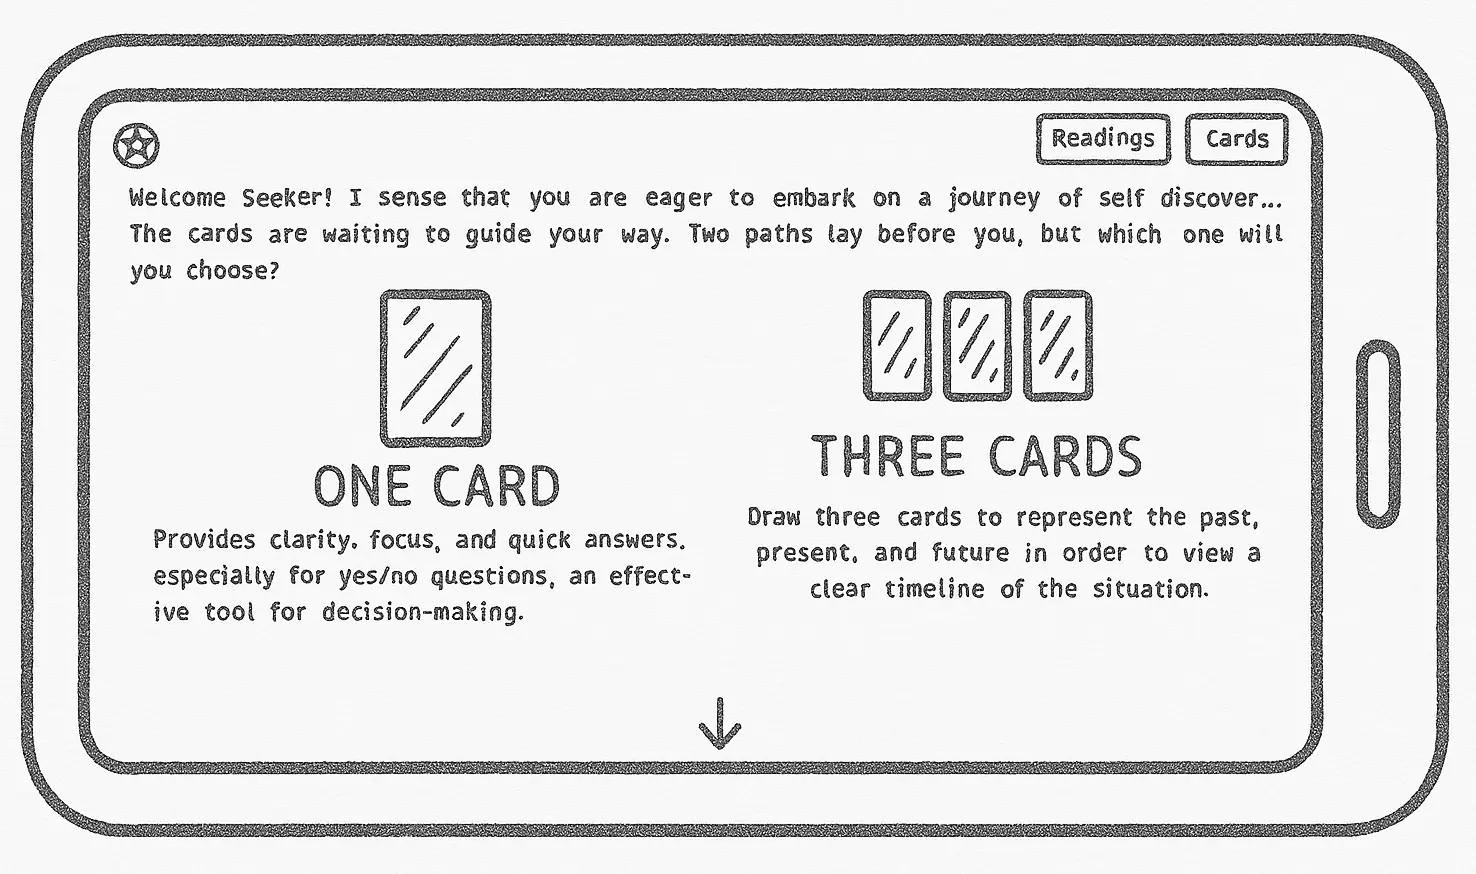 Readings
Cards
Welcome Seeker! I sense that you are eager to embark on a journey of self discover...
The cards are waiting to guide your way. Two paths lay before you, but which one will
you choose?
ONE CARD
Provides clarity. focus, and quick answers.
especially for yes/no questions, an effect-
ive tool for decision-making.
THREE CARDS
Draw three cards to represent the past,
present, and future in order to view a
clear timeline of the situation.